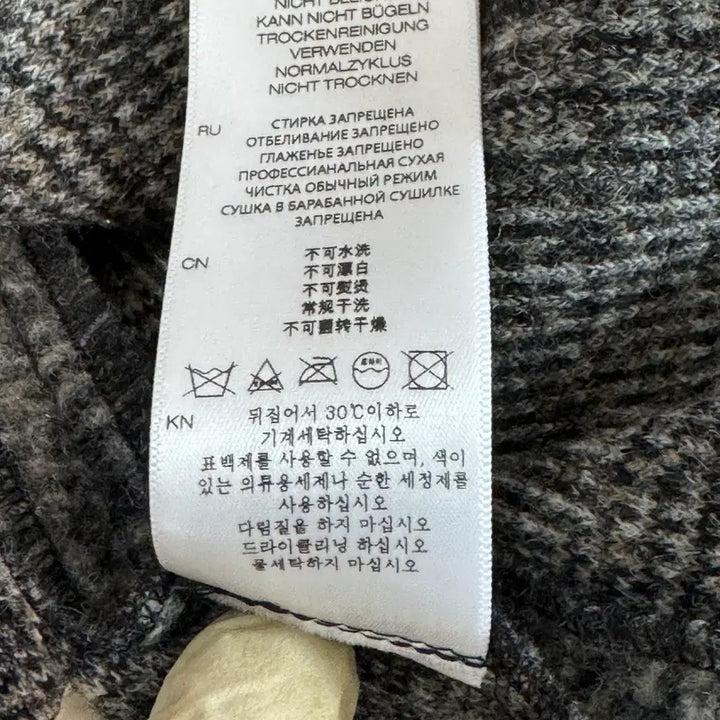 NICHT BLEICHEN
KANN NICHT BÜGELN
TROCKENREINIGUNG
VERWENDEN
NORMALZYKLUS
NICHT TROCKNEN
RU
СТИРКА ЗАПРЕЩЕНА
ОТБЕЛИВАНИЕ ЗАПРЕЩЕНО
ГЛАЖЕНЬЕ ЗАПРЕЩЕНО
ПРОФЕССИАНАЛЬНАЯ СУХАЯ
ЧИСТКА ОБЫЧНЫЙ РЕЖИМ
СУШКА В БАРАБАННОЙ СУШИЛКЕ
ЗАПРЕЩЕНА
CN
不可水洗
不可漂白
不可熨烫
常规干洗
不可翻转干燥
KN
뒤집어서 30℃이하로
기계세탁하십시오
표백제를 사용할 수 없으며, 색이
있는 의류용세제나 순한 세정제를
사용하십시오
다림질을 하지 마십시오
드라이클리닝 하십시오
물세탁하지 마십시오